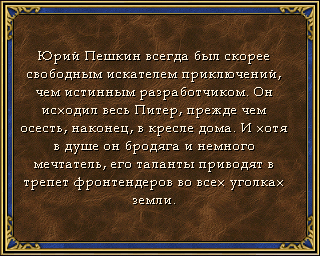 Юрий Пешкин всегда был скорее
свободным искателем приключений,
чем истинным разработчиком. Он
исходил весь Питер, прежде чем
осесть, наконец, в кресле дома. И хотя
в душе он бродяга и немного
мечтатель, его таланты приводят в
трепет фронтендеров во всех уголках
земли.